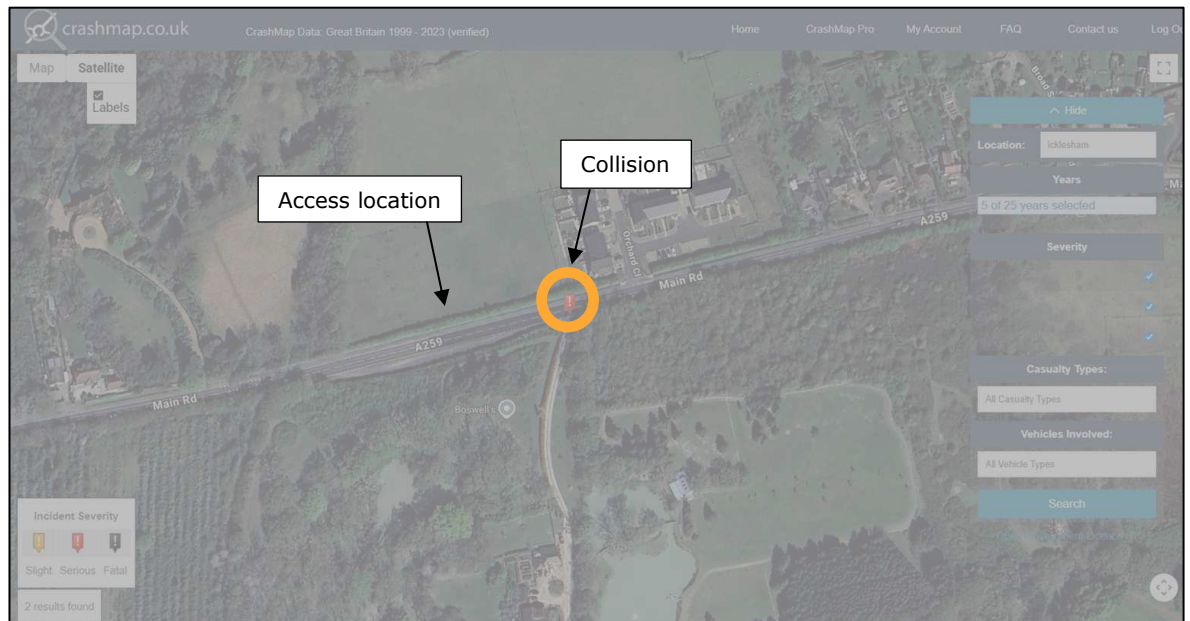 crashmap.co.uk
CrashMap Data: Great Britain 1999 - 2023 (verified)
Home CrashMap Pro My Account FAQ Contact us Log
Map Satellite
Labels
Hide
Location: icklesham
Years
5 of 25 years selected
Severity
Casualty Types:
All Casualty Types
Vehicles Involved:
All Vehicle Types
Search
Collision
Access location
Broad
A259
Orchard Cl
Main Rd
A259
Main Rd
Boswell's
Incident Severity
Slight Serious Fatal
2 results found